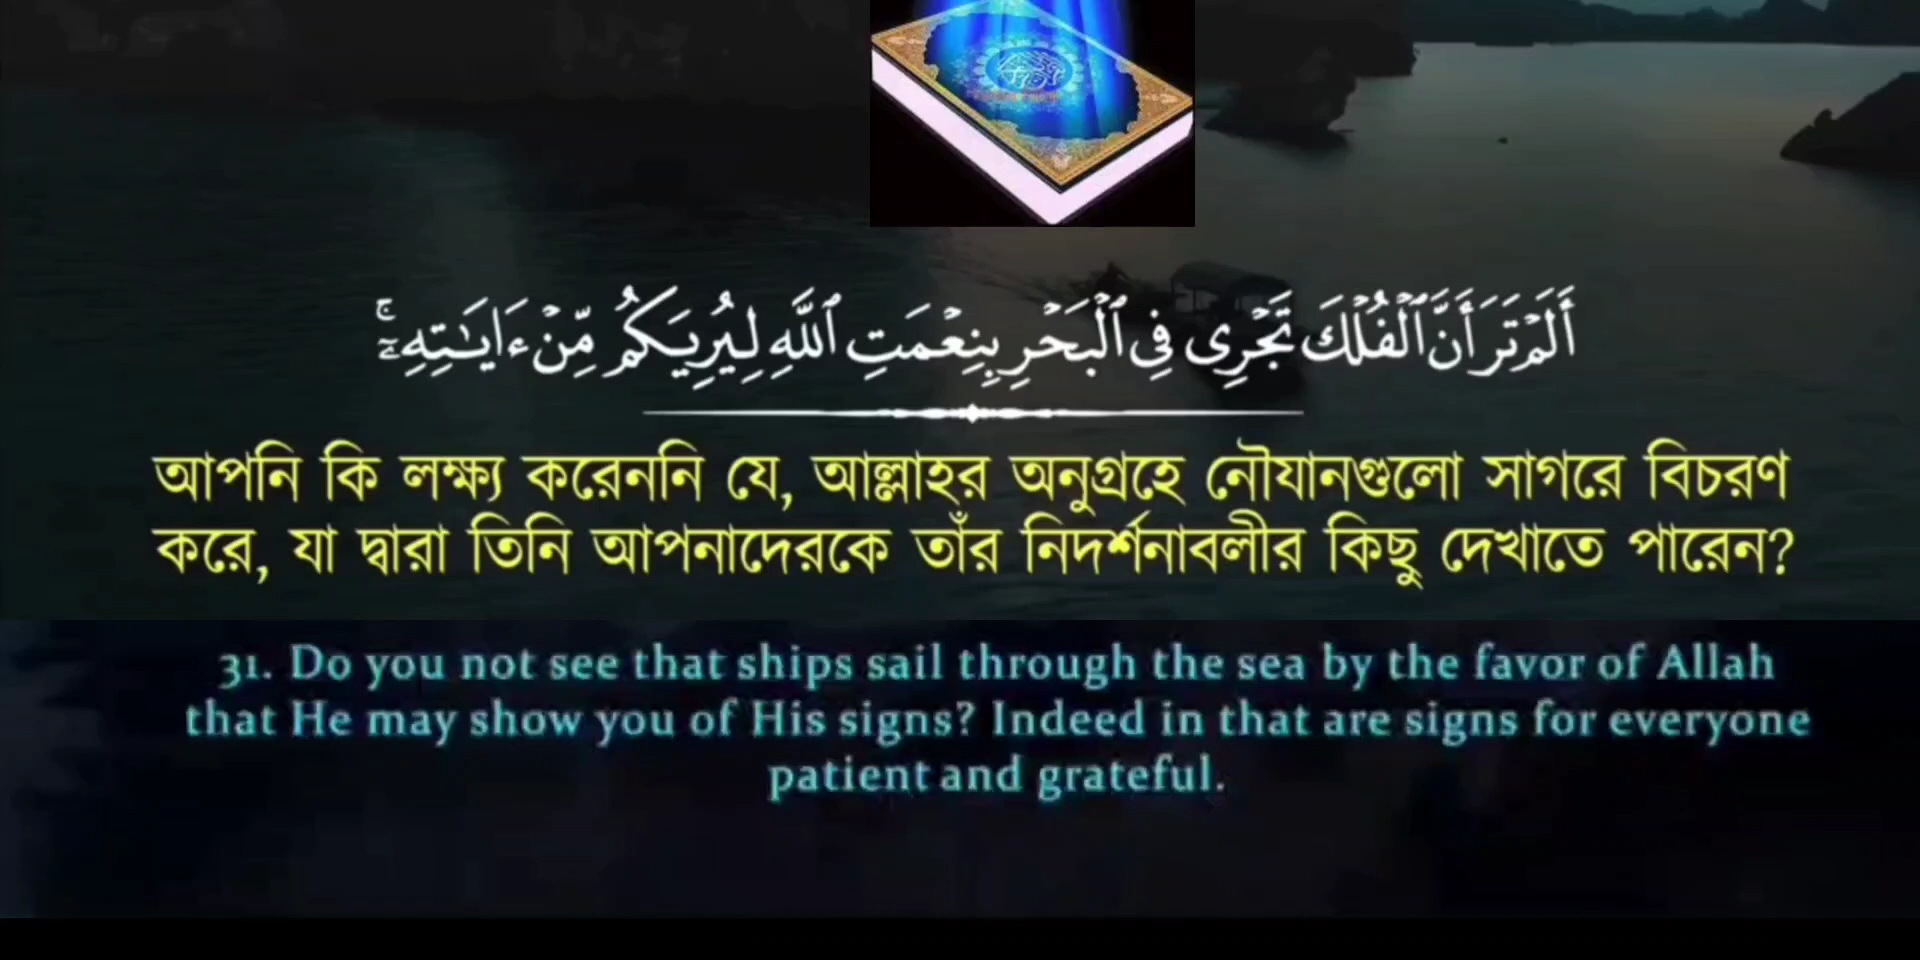 أَلَمْ تَرَ أَنَّ ٱلْفُلْكَ تَجْرِى فِى ٱلْبَحْرِ بِنِعْمَتِ ٱللَّهِ لِيُرِيَكُم مِّنْ ءَايَـٰتِهِۦٓ ۚ
আপনি কি লক্ষ্য করেননি যে, আল্লাহর অনুগ্রহে নৌযানগুলো সাগরে বিচরণ
করে, যা দ্বারা তিনি আপনাদেরকে তাঁর নিদর্শনাবলীর কিছু দেখাতে পারেন?
31. Do you not see that ships sail through the sea by the favor of Allah
that He may show you of His signs? Indeed in that are signs for everyone
patient and grateful.